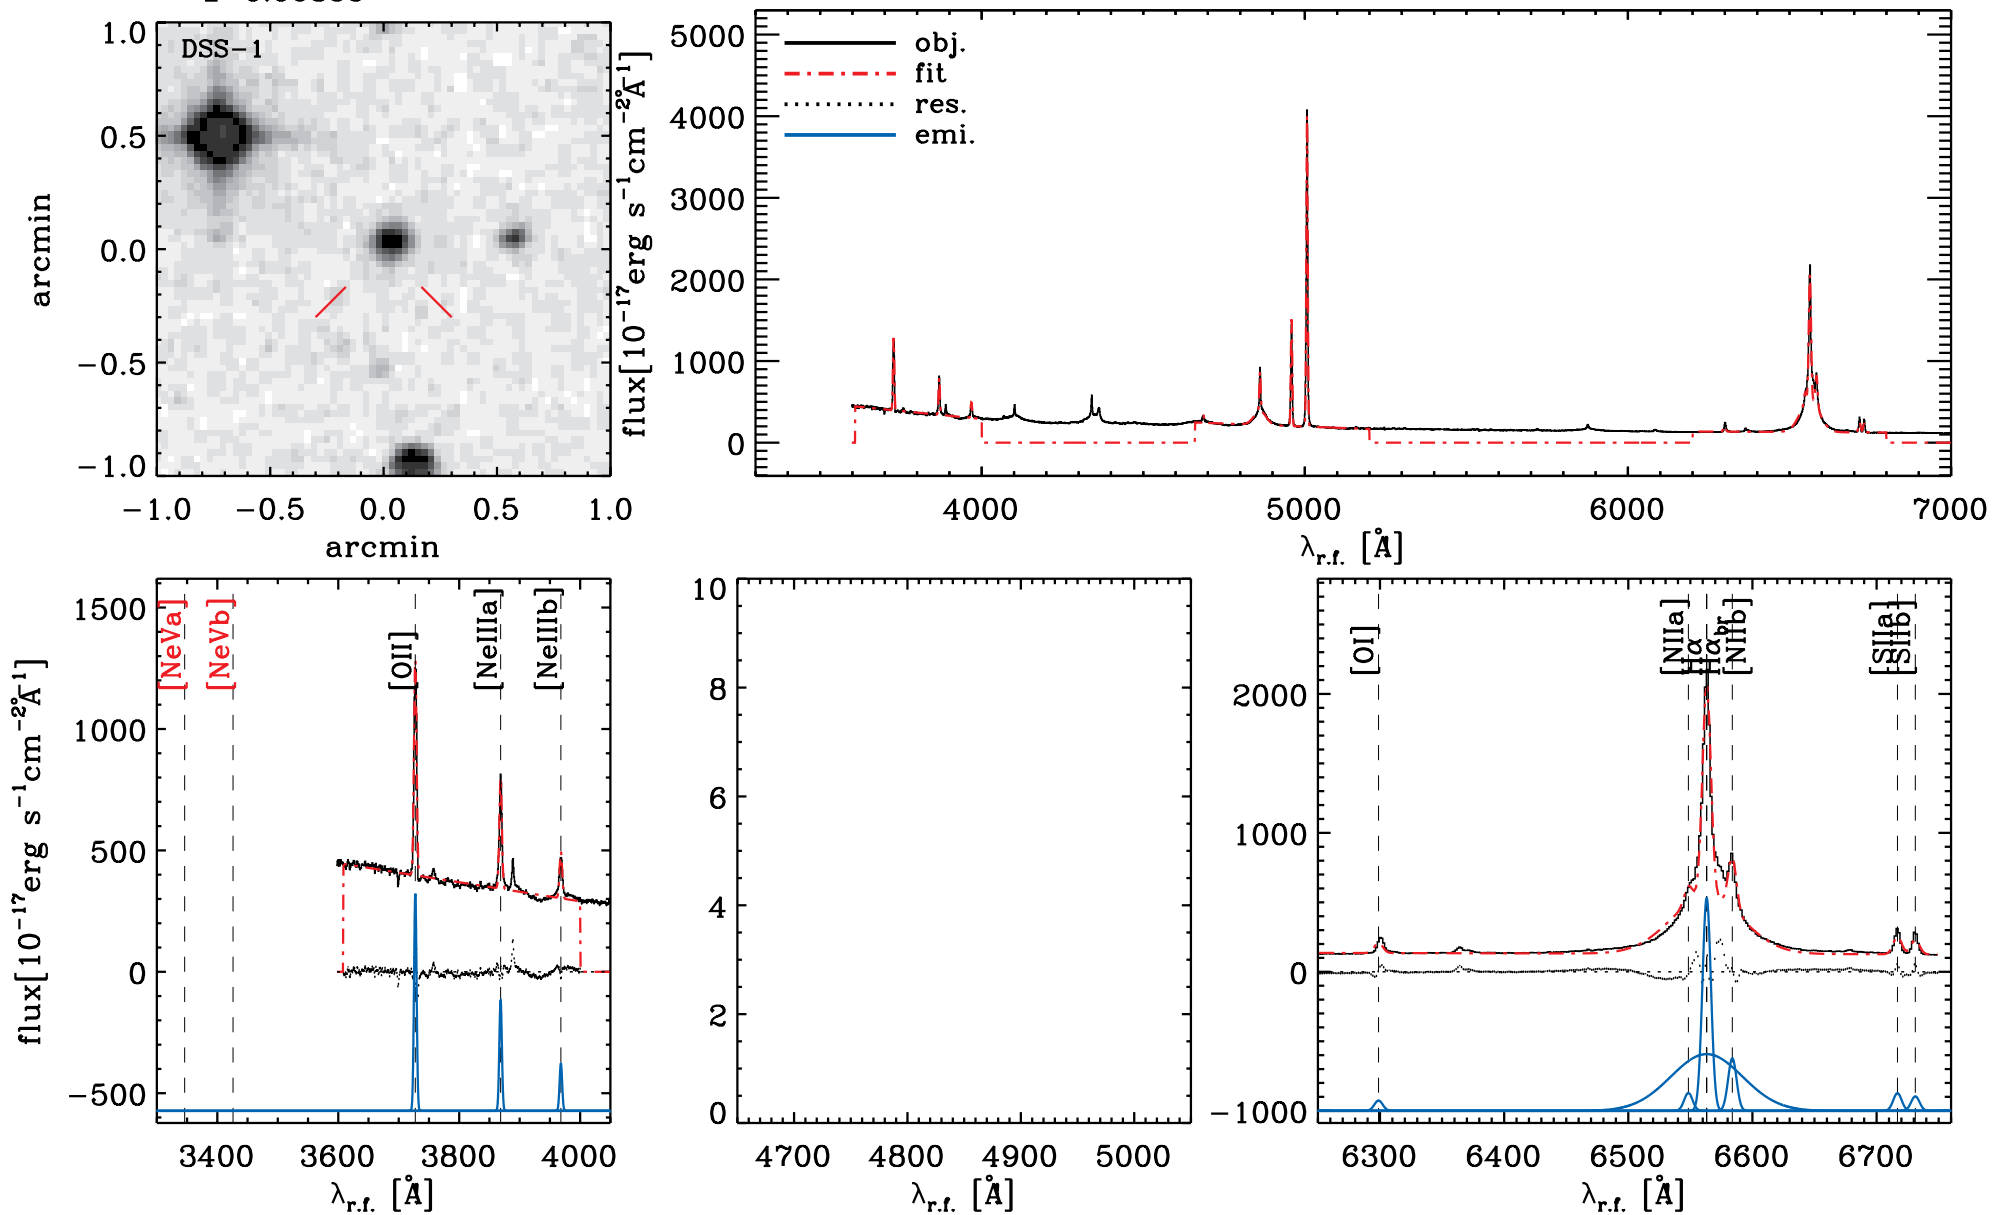 DSS-1
1.0
0.5
0.0
-0.5
-1.0
arcmin
-1.0 -0.5 0.0 0.5 1.0
arcmin
obj.
fit
res.
emi.
5000
4000
3000
2000
1000
0
flux[10⁻¹⁷erg s⁻¹cm⁻²Å⁻¹]
4000 5000 6000 7000
λr.f. [Å]
[NeVa]
[NeVb]
[OII]
[NeIIIa]
[NeIIIb]
1500
1000
500
0
-500
flux[10⁻¹⁷erg s⁻¹cm⁻²Å⁻¹]
3400 3600 3800 4000
λr.f. [Å]
10
8
6
4
2
0
4700 4800 4900 5000
λr.f. [Å]
[OI]
[NIIa]
Hα
Hαbr
[NIIb]
[SIIa]
[SIIb]
2000
1000
0
-1000
6300 6400 6500 6600 6700
λr.f. [Å]